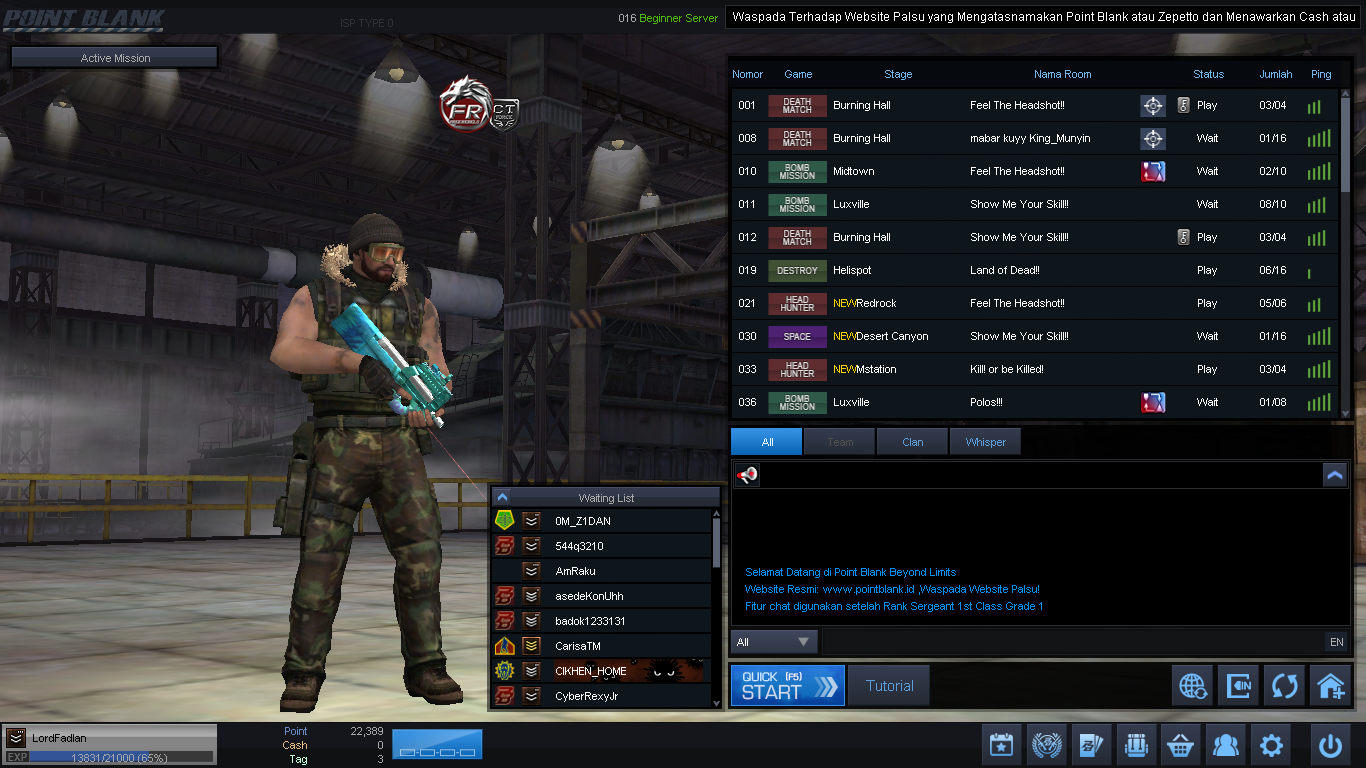 POINT BLANK
ISP TYPE 0
016 Beginner Server
Waspada Terhadap Website Palsu yang Mengatasnamakan Point Blank atau Zepetto dan Menawarkan Cash atau
Active Mission
FR
CT
FORCE
Nomor Game Stage Nama Room Status Jumlah Ping
001 DEATH MATCH Burning Hall Feel The Headshot!! Play 03/04
008 DEATH MATCH Burning Hall mabar kuyy King_Munyin Wait 01/16
010 BOMB MISSION Midtown Feel The Headshot!! Wait 02/10
011 BOMB MISSION Luxville Show Me Your Skill!! Wait 08/10
012 DEATH MATCH Burning Hall Show Me Your Skill!! Play 03/04
019 DESTROY Helispot Land of Dead!! Play 06/16
021 HEAD HUNTER NEWRedrock Feel The Headshot!! Play 05/06
030 SPACE NEWDesert Canyon Show Me Your Skill!! Wait 01/16
033 HEAD HUNTER NEWMstation Kill! or be Killed! Play 03/04
036 BOMB MISSION Luxville Polos!!! Wait 01/08
All Team Clan Whisper
Selamat Datang di Point Blank Beyond Limits
Website Resmi: www.pointblank.id ,Waspada Website Palsu!
Fitur chat digunakan setelah Rank Sergeant 1st Class Grade 1
All
EN
Waiting List
0M_Z1DAN
544q3210
AmRaku
asedeKonUhh
badok1233131
CarisaTM
CIKHEN_HOME
CyberRexyJr
QUICK (F5)
START
Tutorial
IN
LordFadlan
EXP 13831/21000 (65%)
Point 22,389
Cash 0
Tag 3